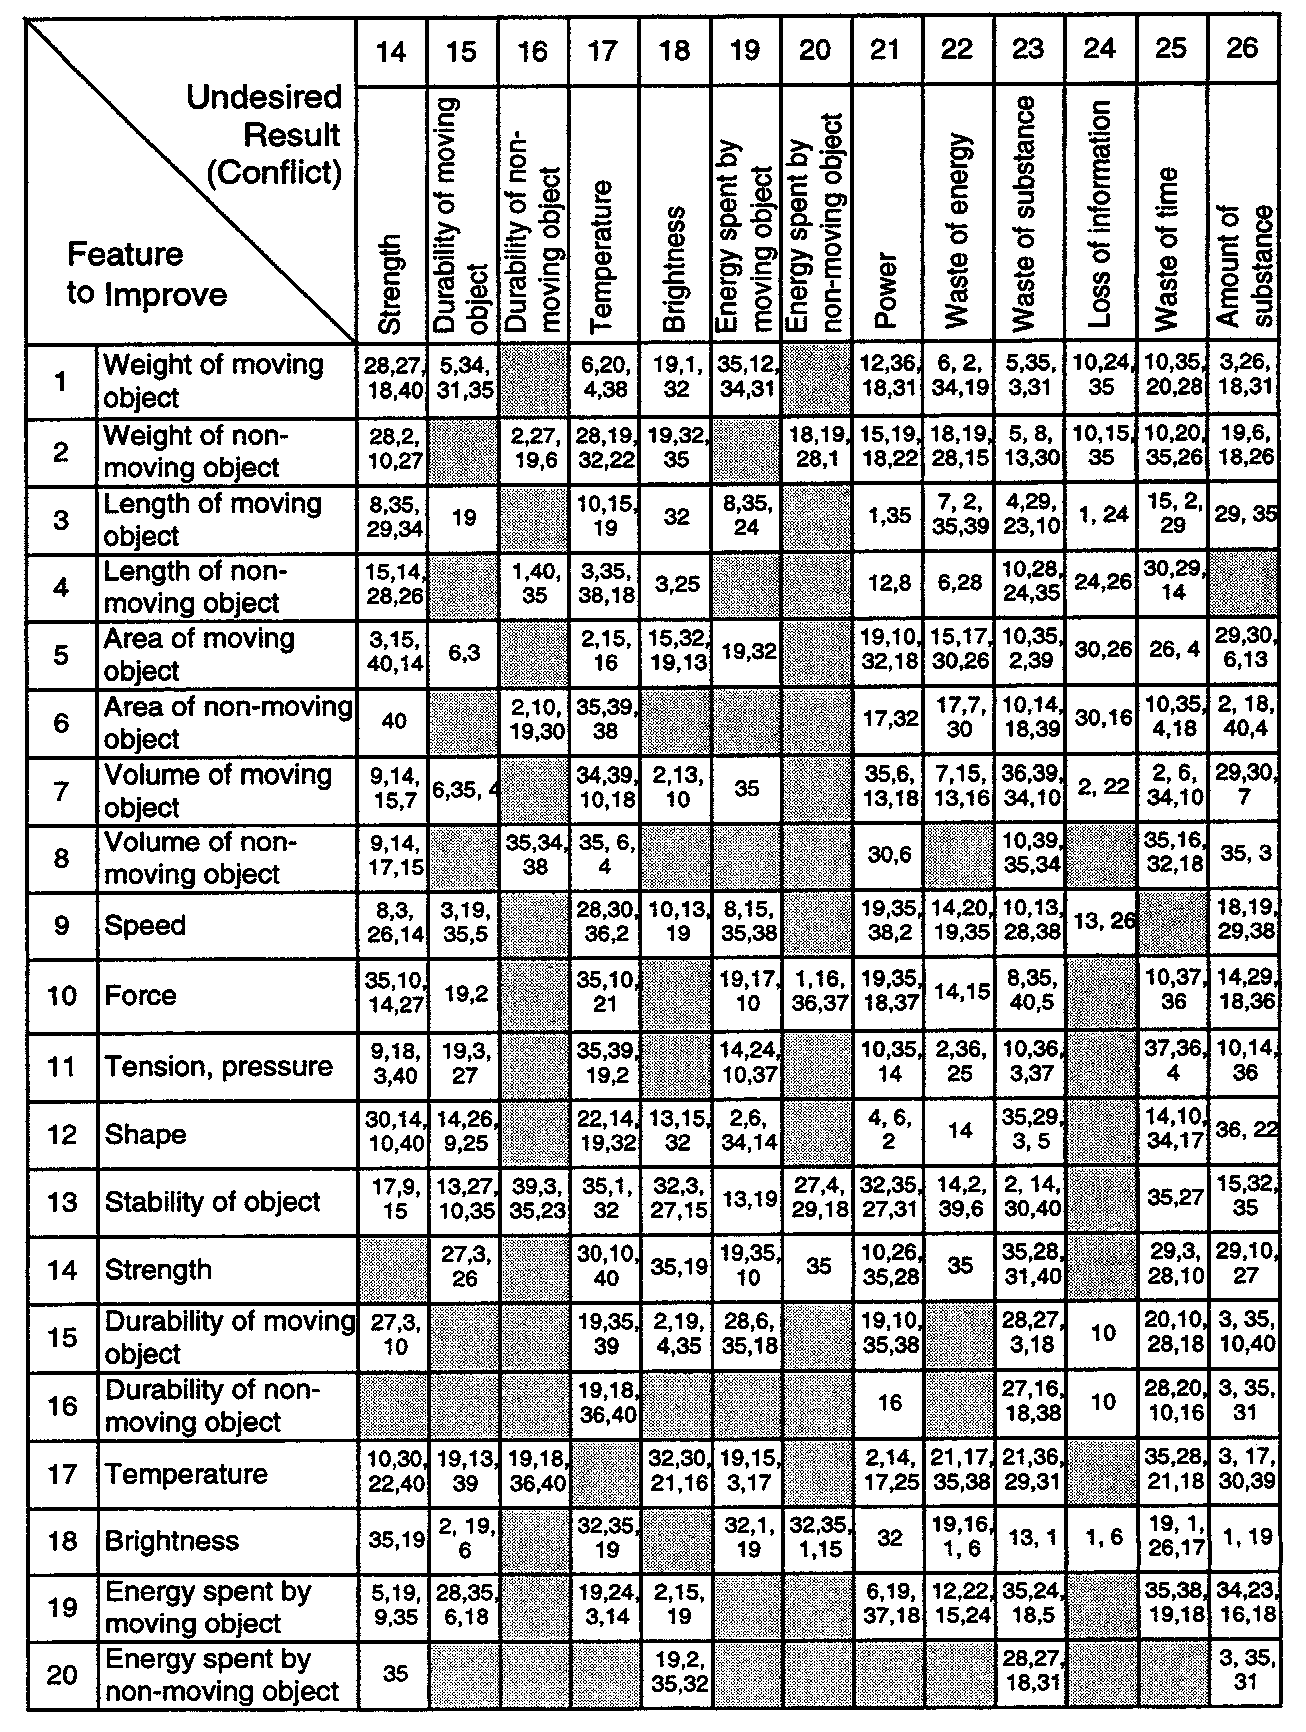 14 15 16 17 18 19 20 21 22 23 24 25 26
Undesired
Result
(Conflict)
Feature
to Improve
Strength
Durability of moving
object
Durability of non-
moving object
Temperature
Brightness
Energy spent by
moving object
Energy spent by
non-moving object
Power
Waste of energy
Waste of substance
Loss of information
Waste of time
Amount of
substance
1 Weight of moving object 28,27, 18,40 5,34, 31,35 6,20, 4,38 19,1, 32 35,12, 34,31 12,36, 18,31 6, 2, 34,19 5,35, 3,31 10,24, 35 10,35, 20,28 3,26, 18,31
2 Weight of non-moving object 28,2, 10,27 2,27, 19,6 28,19, 32,22 19,32, 35 18,19, 28,1 15,19, 18,22 18,19, 28,15 5, 8, 13,30 10,15, 35 10,20, 35,26 19,6, 18,26
3 Length of moving object 8,35, 29,34 19 10,15, 19 32 8,35, 24 1,35 7, 2, 35,39 4,29, 23,10 1, 24 15, 2, 29 29, 35
4 Length of non-moving object 15,14, 28,26 1,40, 35 3,35, 38,18 3,25 12,8 6,28 10,28, 24,35 24,26 30,29, 14
5 Area of moving object 3,15, 40,14 6,3 2,15, 16 15,32, 19,13 19,32 19,10, 32,18 15,17, 30,26 10,35, 2,39 30,26 26, 4 29,30, 6,13
6 Area of non-moving object 40 2,10, 19,30 35,39, 38 17,32 17,7, 30 10,14, 18,39 30,16 10,35, 4,18 2, 18, 40,4
7 Volume of moving object 9,14, 15,7 6,35, 4 34,39, 10,18 2,13, 10 35 35,6, 13,18 7,15, 13,16 36,39, 34,10 2, 22 2, 6, 34,10 29,30, 7
8 Volume of non-moving object 9,14, 17,15 35,34, 38 35, 6, 4 30,6 10,39, 35,34 35,16, 32,18 35, 3
9 Speed 8,3, 26,14 3,19, 35,5 28,30, 36,2 10,13, 19 8,15, 35,38 19,35, 38,2 14,20, 19,35 10,13, 28,38 13, 26 18,19, 29,38
10 Force 35,10, 14,27 19,2 35,10, 21 19,17, 10 1,16, 36,37 19,35, 18,37 14,15 8,35, 40,5 10,37, 36 14,29, 18,36
11 Tension, pressure 9,18, 3,40 19,3, 27 35,39, 19,2 14,24, 10,37 10,35, 14 2,36, 25 10,36, 3,37 37,36, 4 10,14, 36
12 Shape 30,14, 10,40 14,26, 9,25 22,14, 19,32 13,15, 32 2,6, 34,14 4, 6, 2 14 35,29, 3, 5 14,10, 34,17 36, 22
13 Stability of object 17,9, 15 13,27, 10,35 39,3, 35,23 35,1, 32 32,3, 27,15 13,19 27,4, 29,18 32,35, 27,31 14,2, 39,6 2, 14, 30,40 35,27 15,32, 35
14 Strength 27,3, 26 30,10, 40 35,19 19,35, 10 35 10,26, 35,28 35 35,28, 31,40 29,3, 28,10 29,10, 27
15 Durability of moving object 27,3, 10 19,35, 39 2,19, 4,35 28,6, 35,18 19,10, 35,38 28,27, 3,18 10 20,10, 28,18 3, 35, 10,40
16 Durability of non-moving object 19,18, 36,40 16 27,16, 18,38 10 28,20, 10,16 3, 35, 31
17 Temperature 10,30, 22,40 19,13, 39 19,18, 36,40 32,30, 21,16 19,15, 3,17 2,14, 17,25 21,17, 35,38 21,36, 29,31 35,28, 21,18 3, 17, 30,39
18 Brightness 35,19 2, 19, 6 32,35, 19 32,1, 19 32,35, 1,15 32 19,16, 1, 6 13, 1 1, 6 19, 1, 26,17 1, 19
19 Energy spent by moving object 5,19, 9,35 28,35, 6,18 19,24, 3,14 2,15, 19 6,19, 37,18 12,22, 15,24 35,24, 18,5 35,38, 19,18 34,23, 16,18
20 Energy spent by non-moving object 35 19,2, 35,32 28,27, 18,31 3, 35, 31